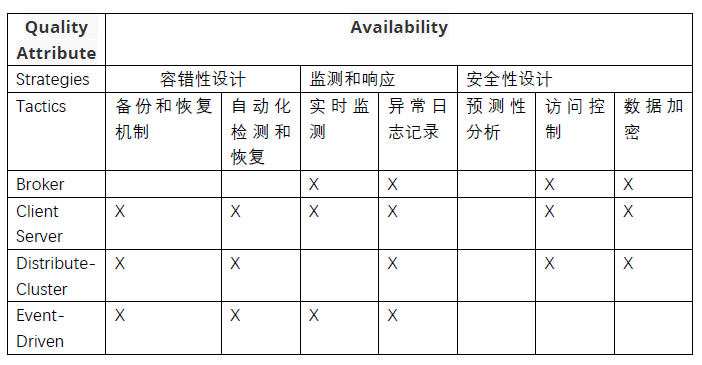 Quality Attribute Availability
Strategies 容错性设计 监测和响应 安全性设计
Tactics 备份和恢复机制 自动化检测和恢复 实时监测 异常日志记录 预测性分析 访问控制 数据加密
Broker X X X X
Client Server X X X X X X
Distribute-Cluster X X X X X
Event-Driven X X X X